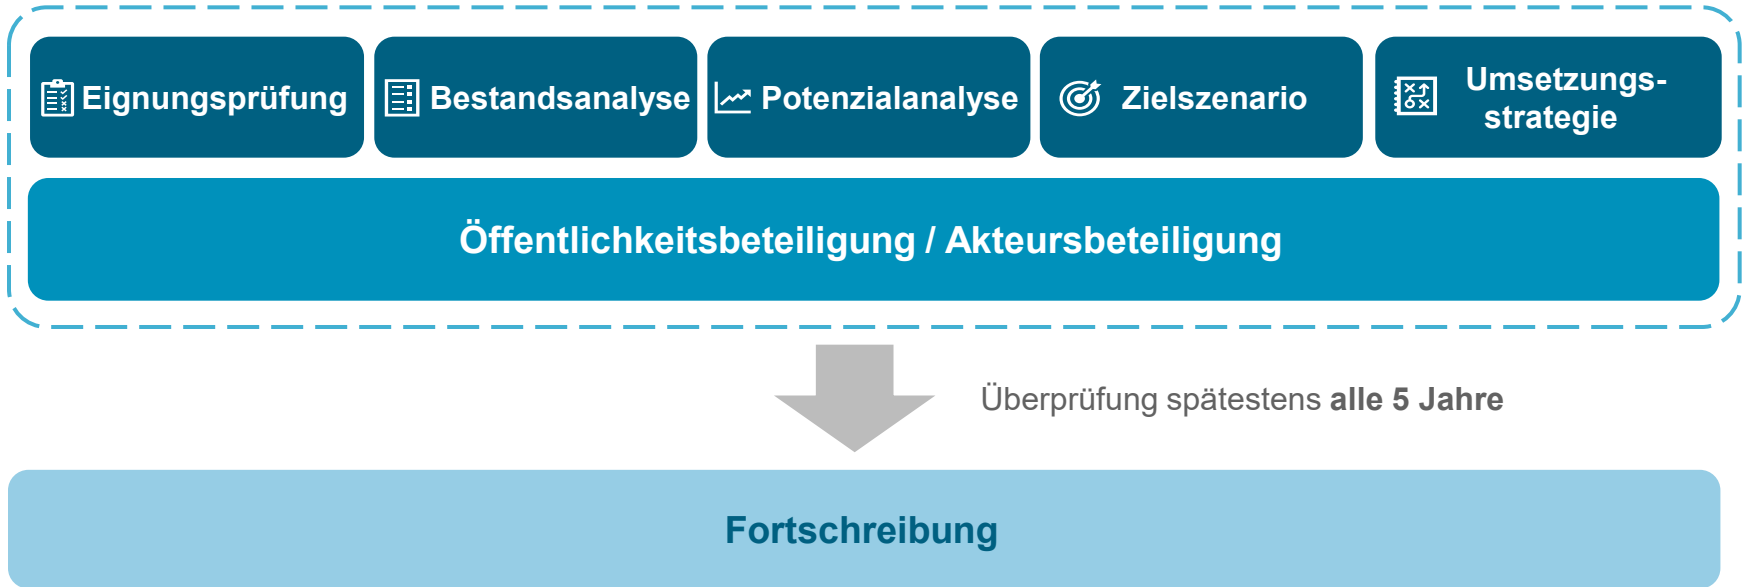 Eignungsprüfung
Bestandsanalyse
Potenzialanalyse
Zielszenario
Umsetzungs-
strategie
Öffentlichkeitsbeteiligung / Akteursbeteiligung
Überprüfung spätestens alle 5 Jahre
Fortschreibung